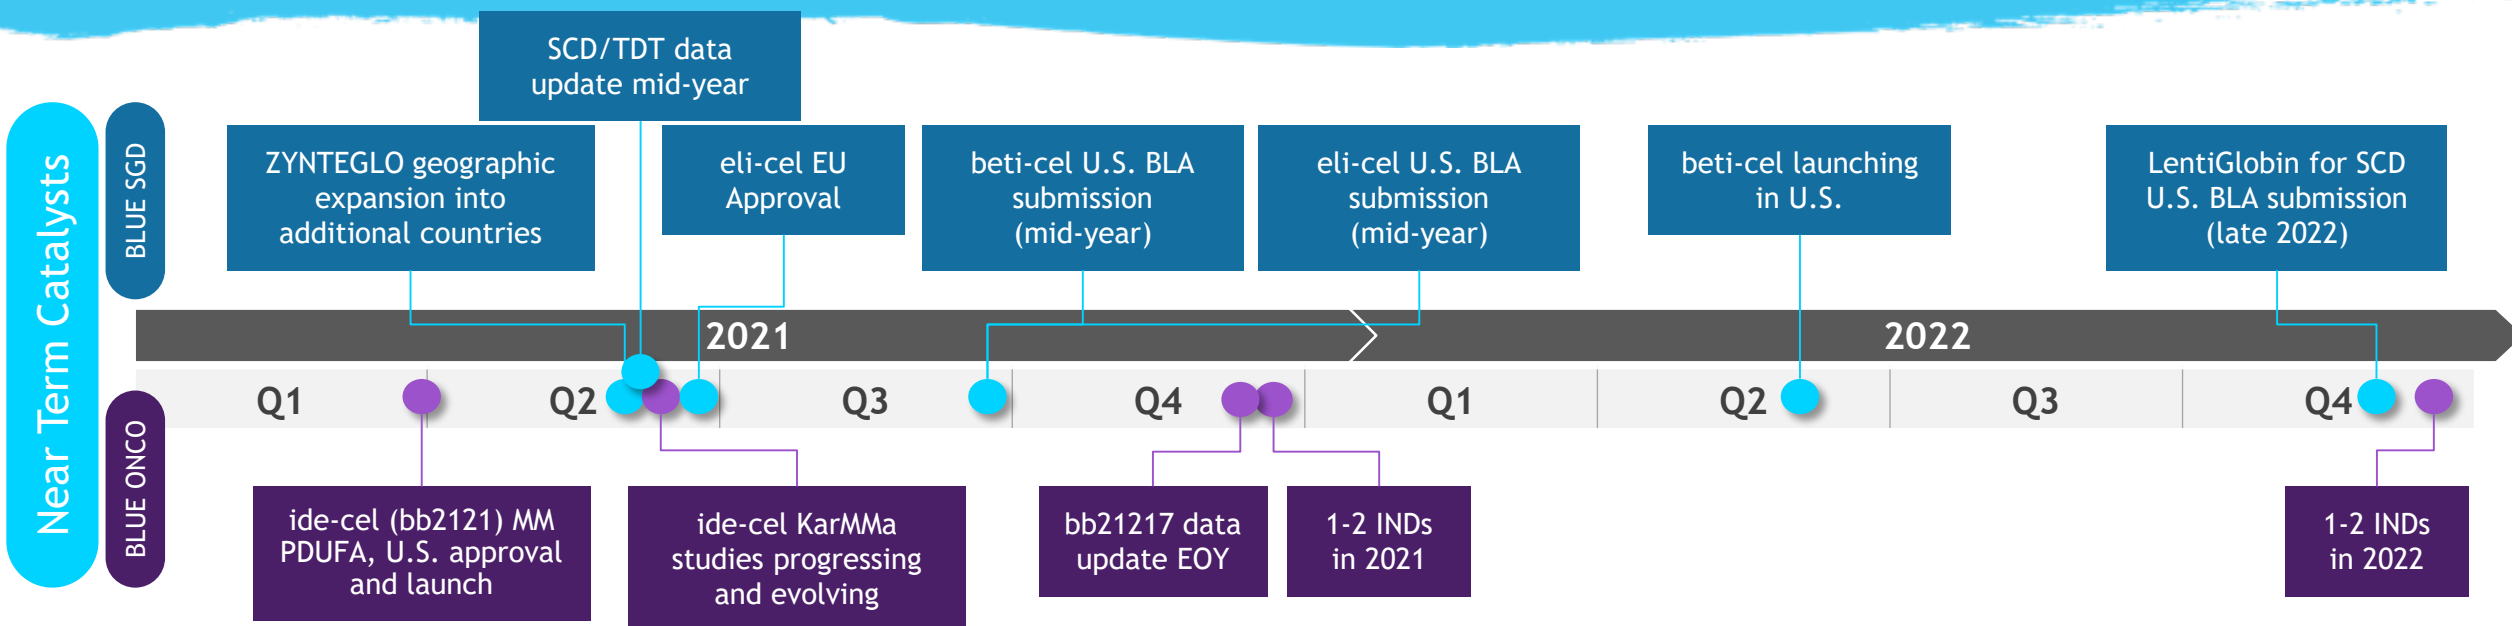 Near Term Catalysts
BLUE SGD
SCD/TDT data
update mid-year
ZYNTEGLO geographic
expansion into
additional countries
eli-cel EU
Approval
beti-cel U.S. BLA
submission
(mid-year)
eli-cel U.S. BLA
submission
(mid-year)
beti-cel launching
in U.S.
LentiGlobin for SCD
U.S. BLA submission
(late 2022)
2021
2022
Q1
Q2
Q3
Q4
Q1
Q2
Q3
Q4
BLUE ONCO
ide-cel (bb2121) MM
PDUFA, U.S. approval
and launch
ide-cel KarMMa
studies progressing
and evolving
bb21217 data
update EOY
1-2 INDs
in 2021
1-2 INDs
in 2022